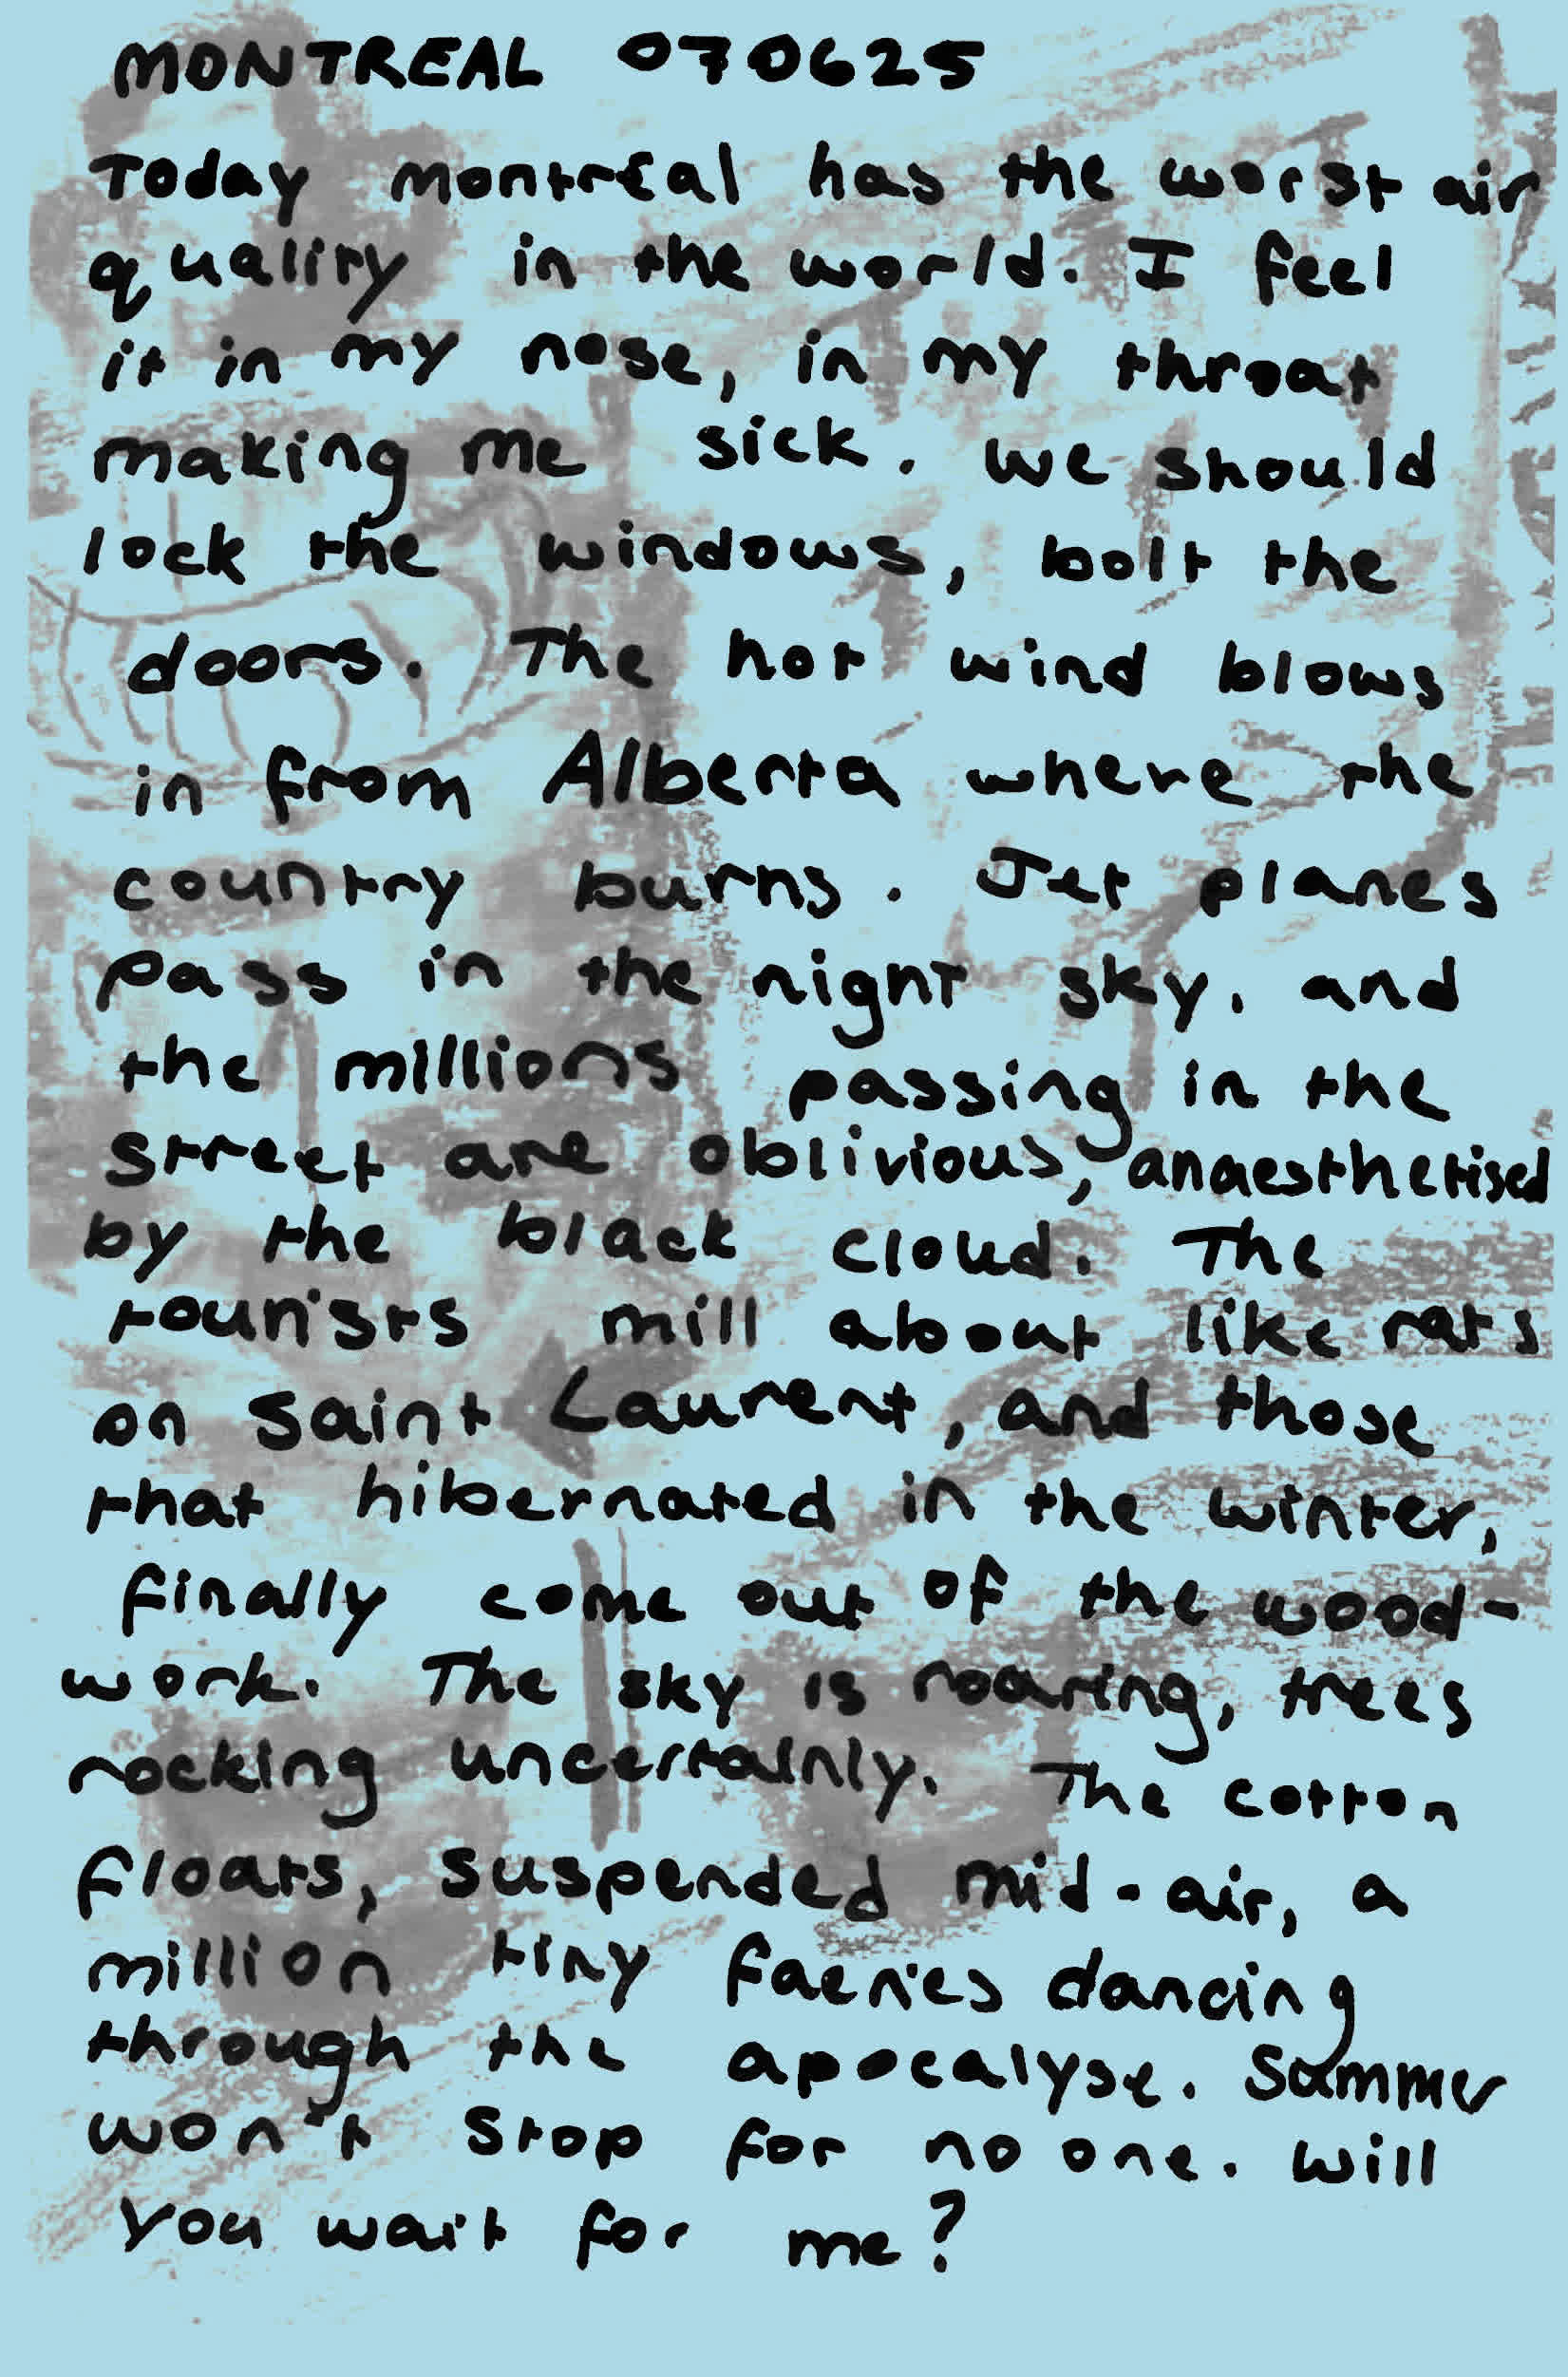 MONTREAL 070625
Today montreal has the worst air
quality in the world. I feel
it in my nose, in my throat
making me sick. we should
lock the windows, bolt the
doors. The hot wind blows
in from Alberta where the
country burns. Jet planes
pass in the night sky, and
the millions passing in the
street are oblivious, anaesthetised
by the black cloud. The
tourists mill about like rats
on saint Laurent, and those
that hibernated in the winter,
finally come out of the wood-
work. The sky is roaring, trees
rocking uncertainly. The cotton
floats, suspended mid-air, a
million tiny faeries dancing
through the apocalyse. Summer
won't stop for no one. will
you wait for me?